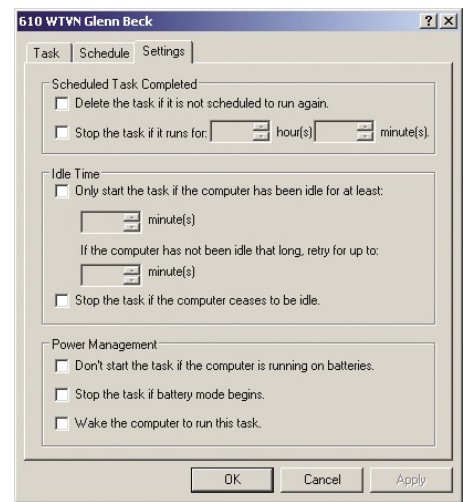 610 WTVN Glenn Beck
Task Schedule Settings
Scheduled Task Completed
Delete the task if it is not scheduled to run again.
Stop the task if it runs for: hour(s) minute(s).
Idle Time
Only start the task if the computer has been idle for at least:
minute(s)
If the computer has not been idle that long, retry for up to:
minute(s)
Stop the task if the computer ceases to be idle.
Power Management
Don't start the task if the computer is running on batteries.
Stop the task if battery mode begins.
Wake the computer to run this task.
OK Cancel Apply